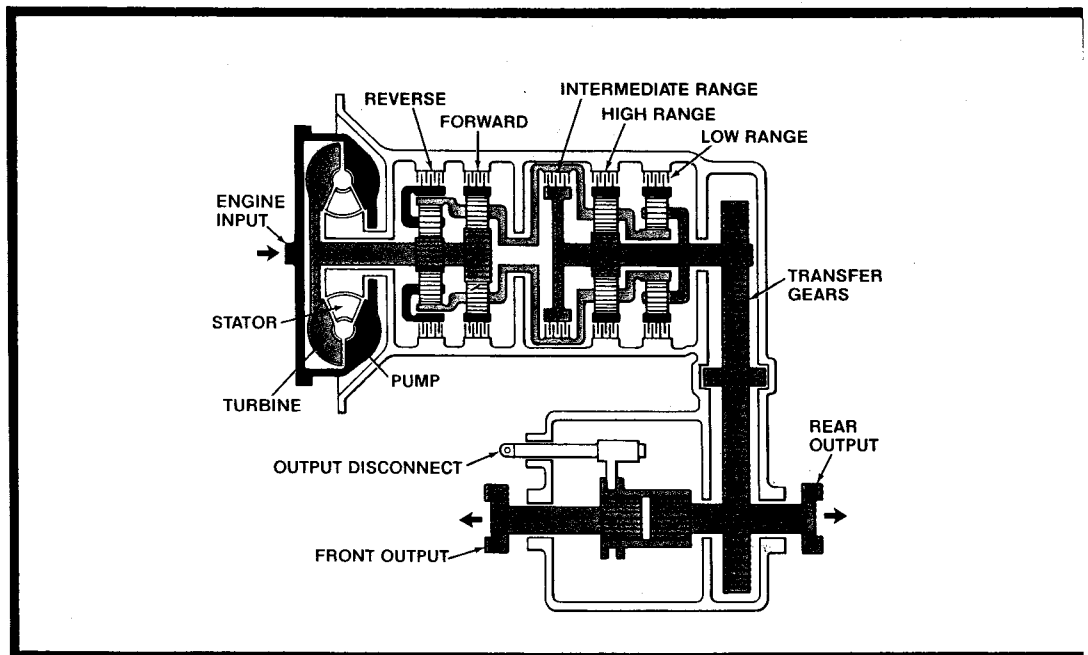 INTERMEDIATE RANGE
REVERSE
HIGH RANGE
FORWARD
LOW RANGE
ENGINE
INPUT
TRANSFER
GEARS
STATOR
PUMP
TURBINE
REAR
OUTPUT
OUTPUT DISCONNECT
FRONT OUTPUT